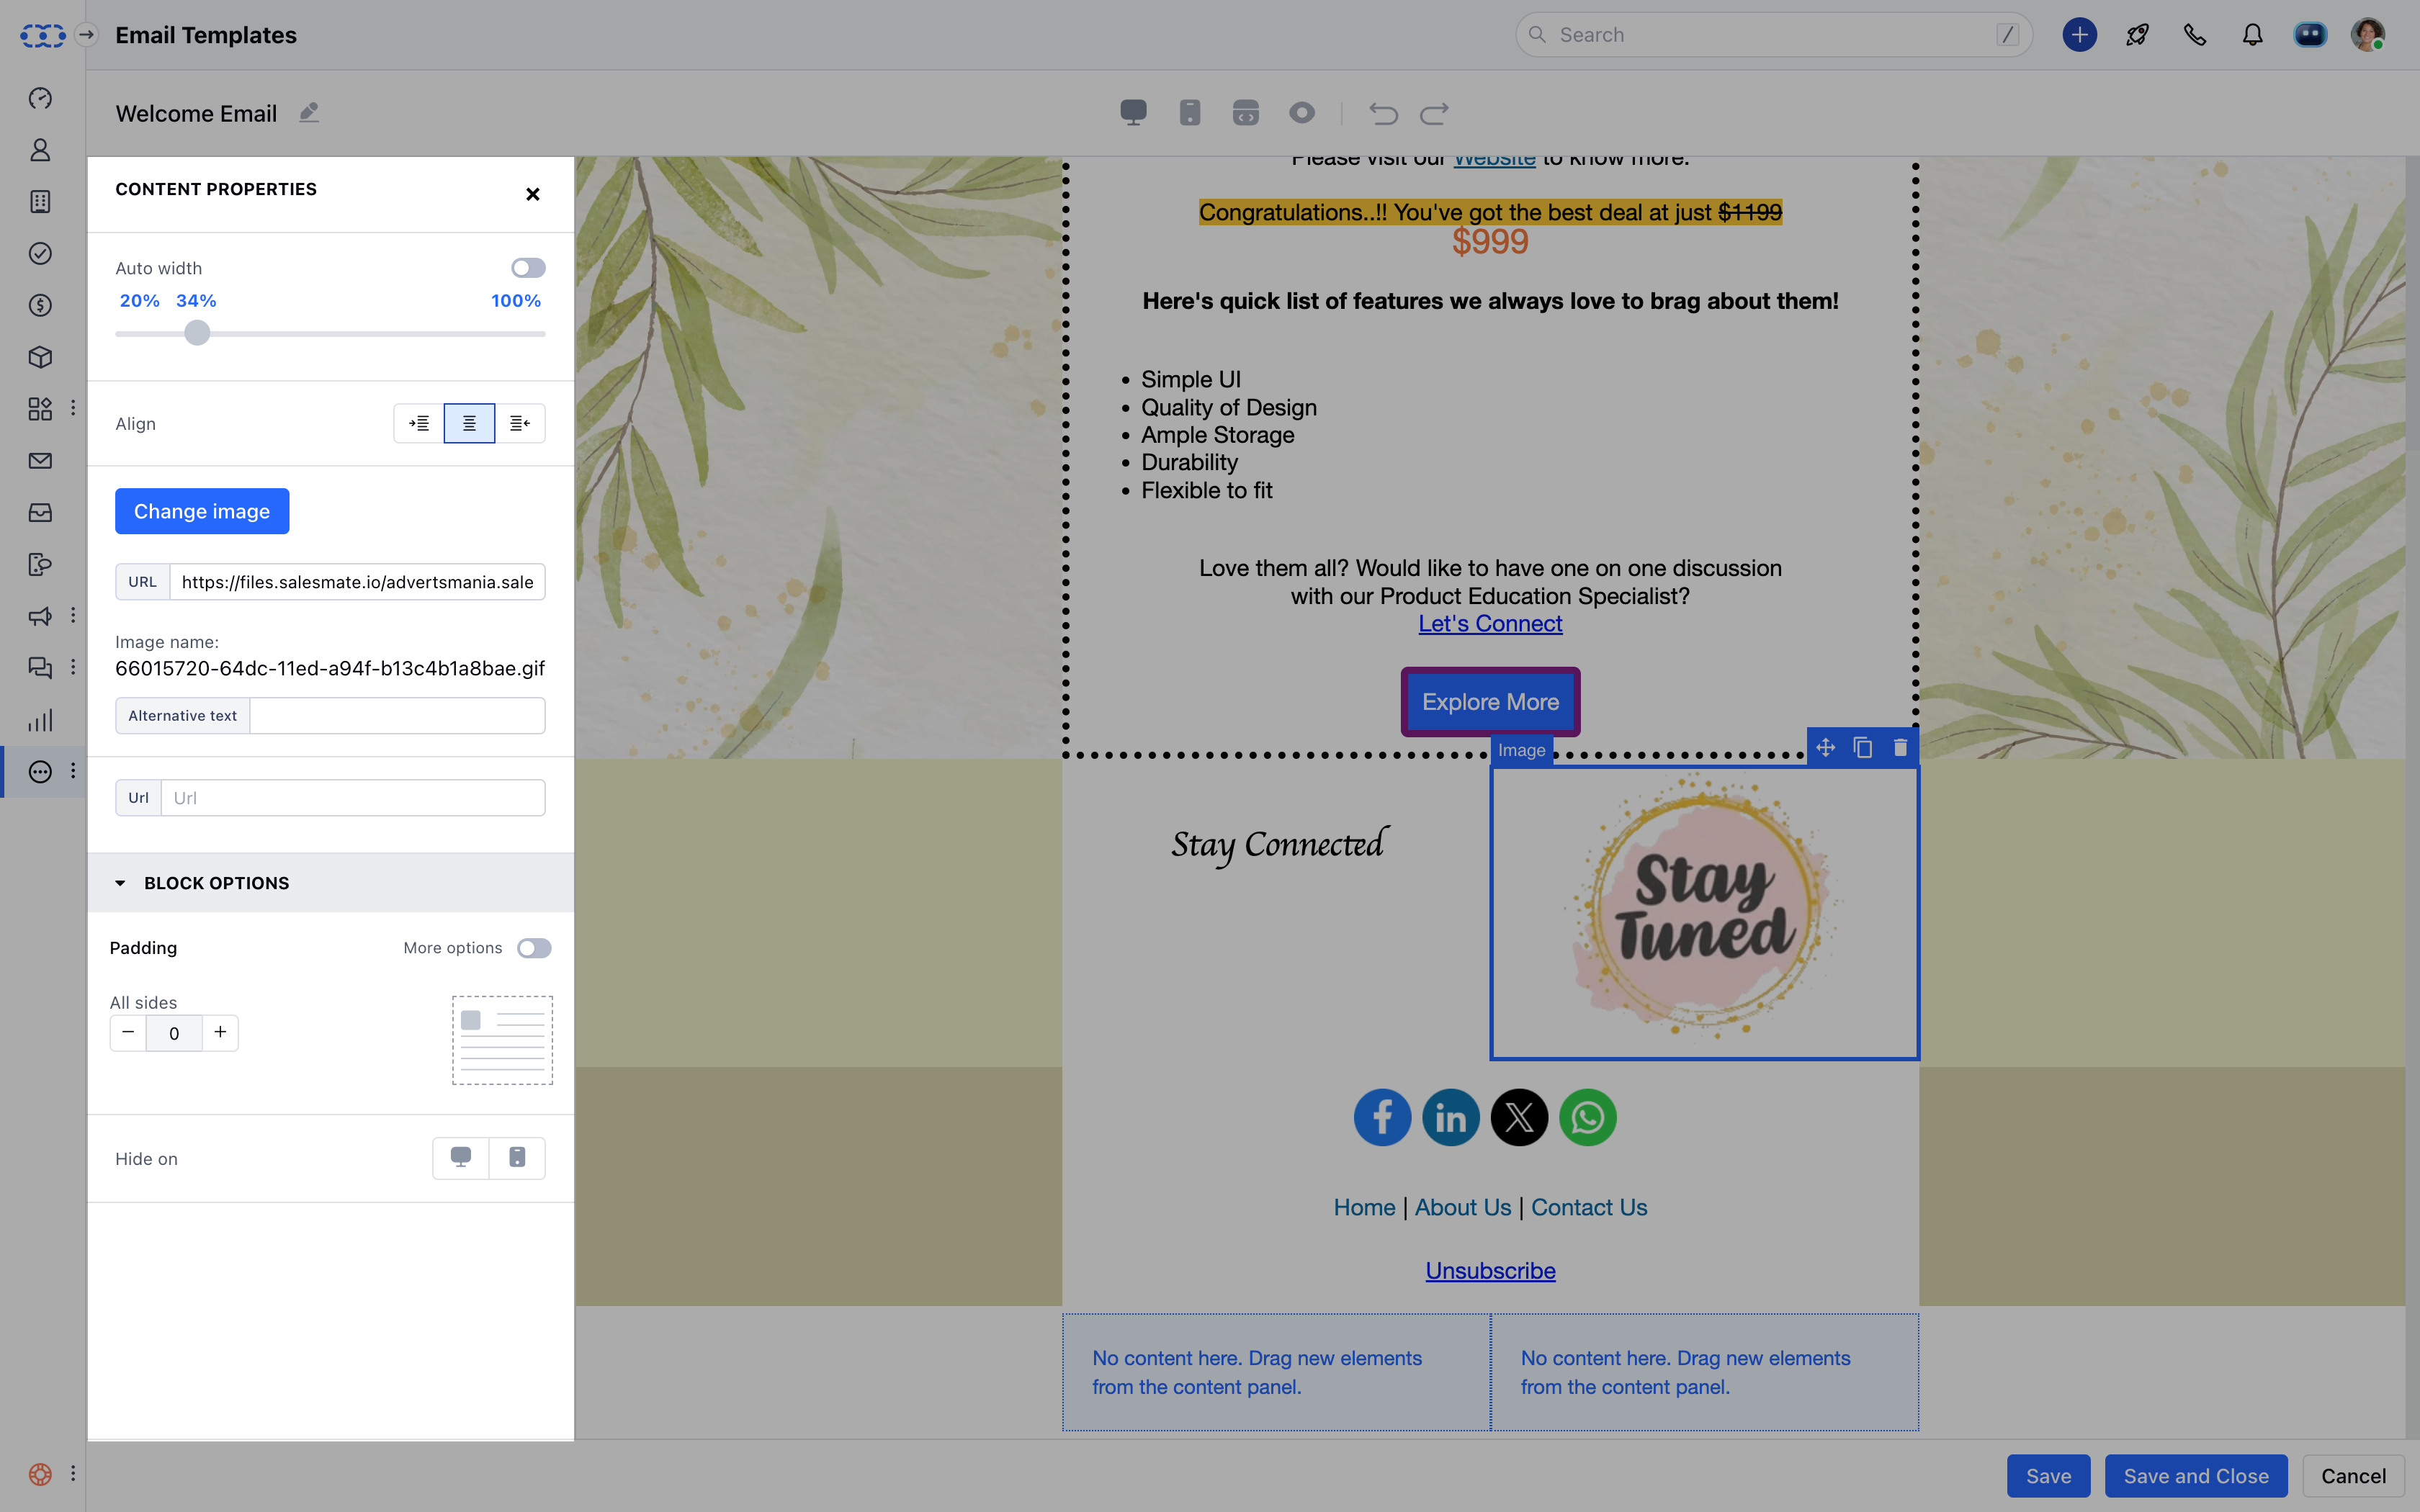 Email Templates
Search /
Welcome Email
CONTENT PROPERTIES
Auto width
20% 34% 100%
Align
Change image
URL https://files.salesmate.io/advertsmania.sale
Image name:
66015720-64dc-11ed-a94f-b13c4b1a8bae.gif
Alternative text
Url Url
BLOCK OPTIONS
Padding More options
All sides
− 0 +
Hide on
Please visit our Website to know more.
Congratulations..!! You've got the best deal at just $1199
$999
Here's quick list of features we always love to brag about them!
• Simple UI
• Quality of Design
• Ample Storage
• Durability
• Flexible to fit
Love them all? Would like to have one on one discussion
with our Product Education Specialist?
Let's Connect
Explore More
Image
Stay Connected
Stay
Tuned
Home | About Us | Contact Us
Unsubscribe
No content here. Drag new elements
from the content panel.
No content here. Drag new elements
from the content panel.
Save Save and Close Cancel